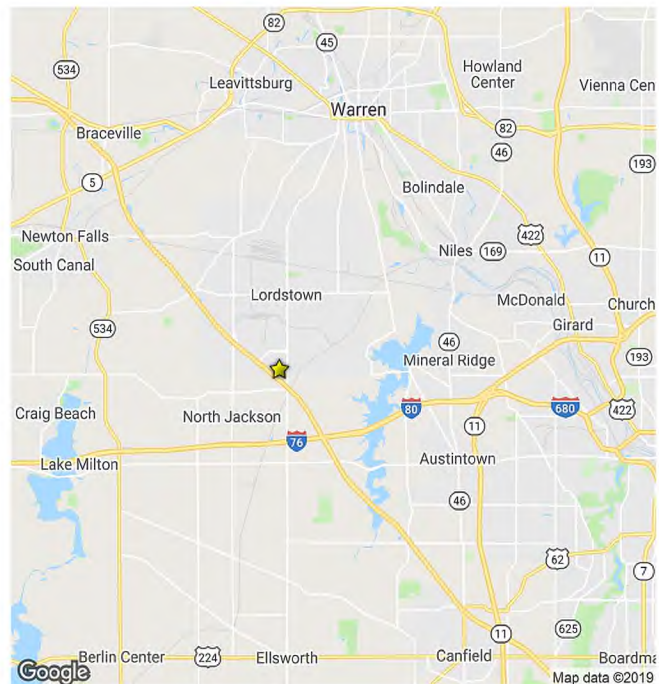 82
45
534
Howland
Center
Leavittsburg
Vienna Cen
Warren
Braceville
82
46
193
5
Bolindale
Newton Falls
422
Niles 169
11
South Canal
Lordstown
McDonald
Church
534
46
Girard
Mineral Ridge
193
Craig Beach
North Jackson
80
680
422
11
76
Lake Milton
Austintown
46
62
7
11
625
Berlin Center
224
Ellsworth
Canfield
Boardma
Google
Map data ©2019